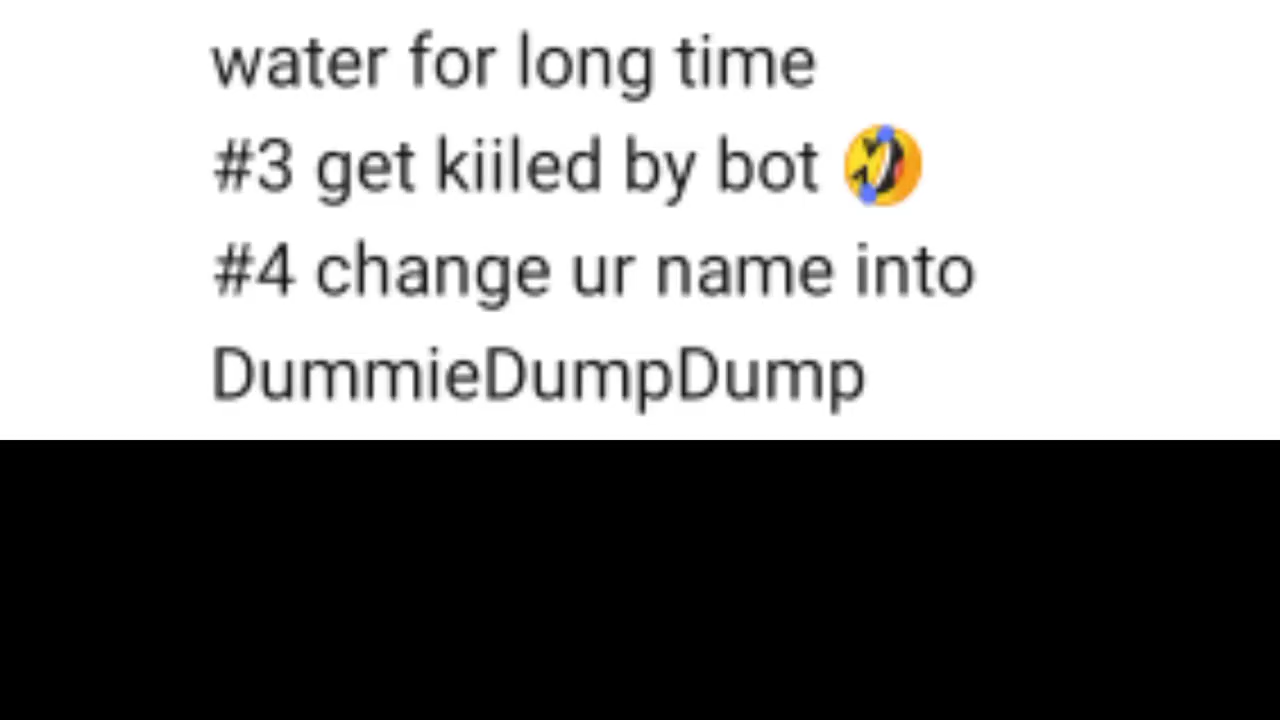 water for long time
#3 get kiiled by bot 🤣
#4 change ur name into
DummieDumpDump